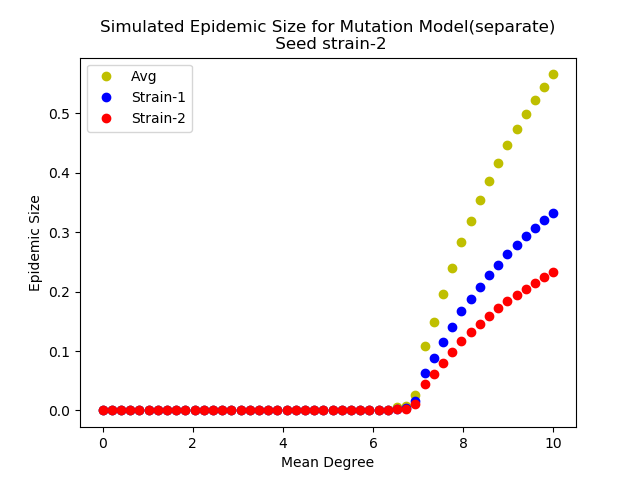 Simulated Epidemic Size for Mutation Model(separate)
Seed strain-2
Avg
Strain-1
Strain-2
Epidemic Size
0.5
0.4
0.3
0.2
0.1
0.0
0 2 4 6 8 10
Mean Degree